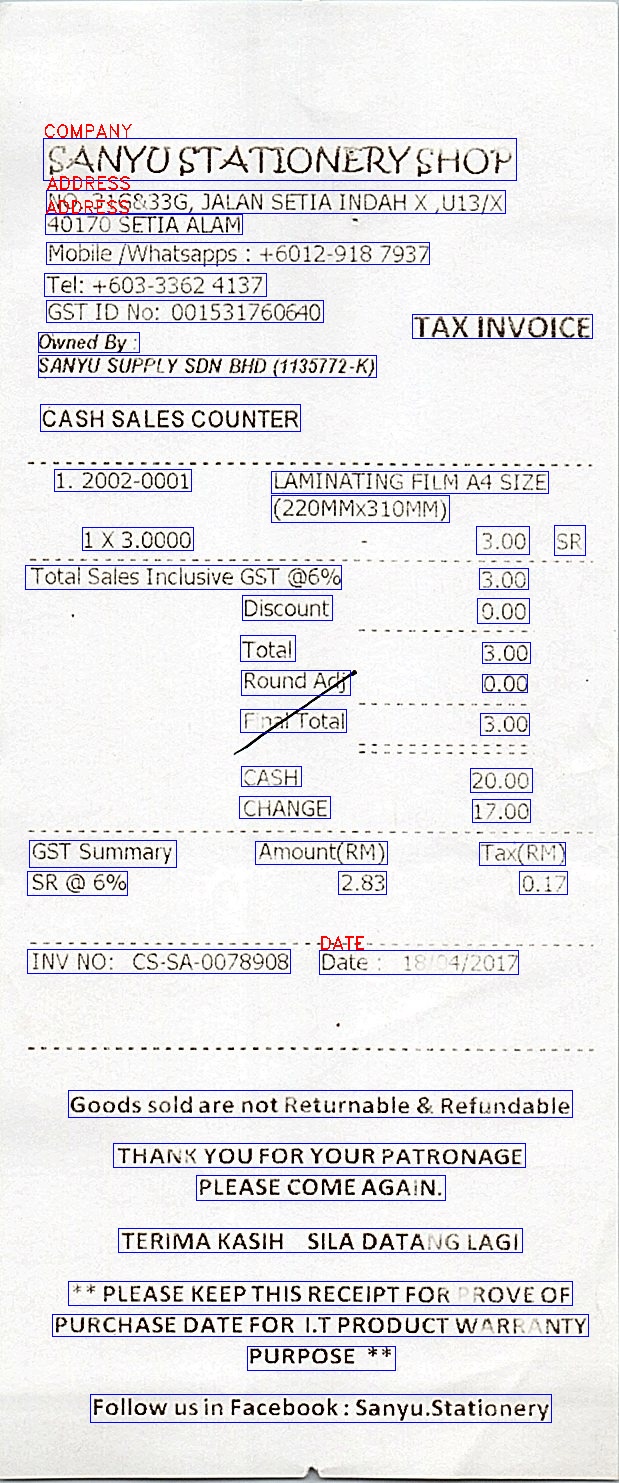 COMPANY
SANYU STATIONERY SHOP
ADDRESS
NO. 31G&33G, JALAN SETIA INDAH X ,U13/X
ADDRESS
40170 SETIA ALAM
Mobile /Whatsapps : +6012-918 7937
Tel: +603-3362 4137
GST ID No: 001531760640
TAX INVOICE
Owned By :
SANYU SUPPLY SDN BHD (1135772-K)
CASH SALES COUNTER
1. 2002-0001 LAMINATING FILM A4 SIZE
(220MMx310MM)
1 X 3.0000 - 3.00 SR
Total Sales Inclusive GST @6% 3.00
Discount 0.00
Total 3.00
Round Adj 0.00
Final Total 3.00
CASH 20.00
CHANGE 17.00
GST Summary Amount(RM) Tax(RM)
SR @ 6% 2.83 0.17
DATE
INV NO: CS-SA-0078908 Date : 18/04/2017
Goods sold are not Returnable & Refundable
THANK YOU FOR YOUR PATRONAGE
PLEASE COME AGAIN.
TERIMA KASIH SILA DATANG LAGI
** PLEASE KEEP THIS RECEIPT FOR PROVE OF
PURCHASE DATE FOR I.T PRODUCT WARRANTY
PURPOSE **
Follow us in Facebook : Sanyu.Stationery